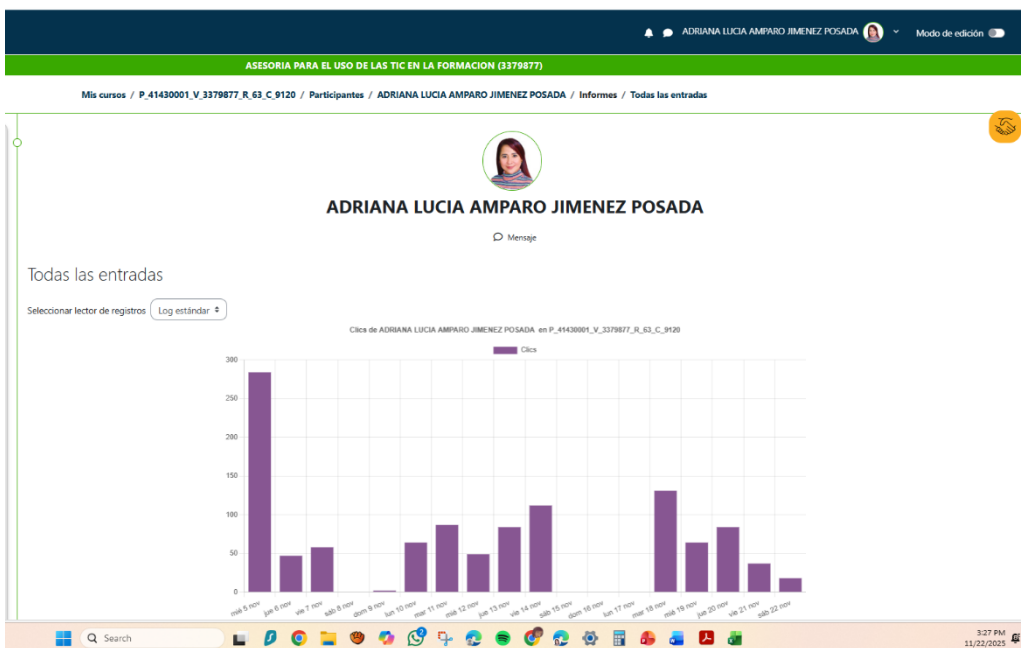 ADRIANA LUCIA AMPARO JIMENEZ POSADA
Modo de edición
ASESORIA PARA EL USO DE LAS TIC EN LA FORMACION (3379877)
Mis cursos / P_41430001_V_3379877_R_63_C_9120 / Participantes / ADRIANA LUCIA AMPARO JIMENEZ POSADA / Informes / Todas las entradas
ADRIANA LUCIA AMPARO JIMENEZ POSADA
Mensaje
Todas las entradas
Seleccionar lector de registros Log estándar
Clics de ADRIANA LUCIA AMPARO JIMENEZ POSADA en P_41430001_V_3379877_R_63_C_9120
Clics
300
250
200
150
100
50
0
mié 5 nov
jue 6 nov
vie 7 nov
sáb 8 nov
dom 9 nov
lun 10 nov
mar 11 nov
mié 12 nov
jue 13 nov
vie 14 nov
sáb 15 nov
dom 16 nov
lun 17 nov
mar 18 nov
mié 19 nov
jue 20 nov
vie 21 nov
sáb 22 nov
Search
3:27 PM
11/22/2025